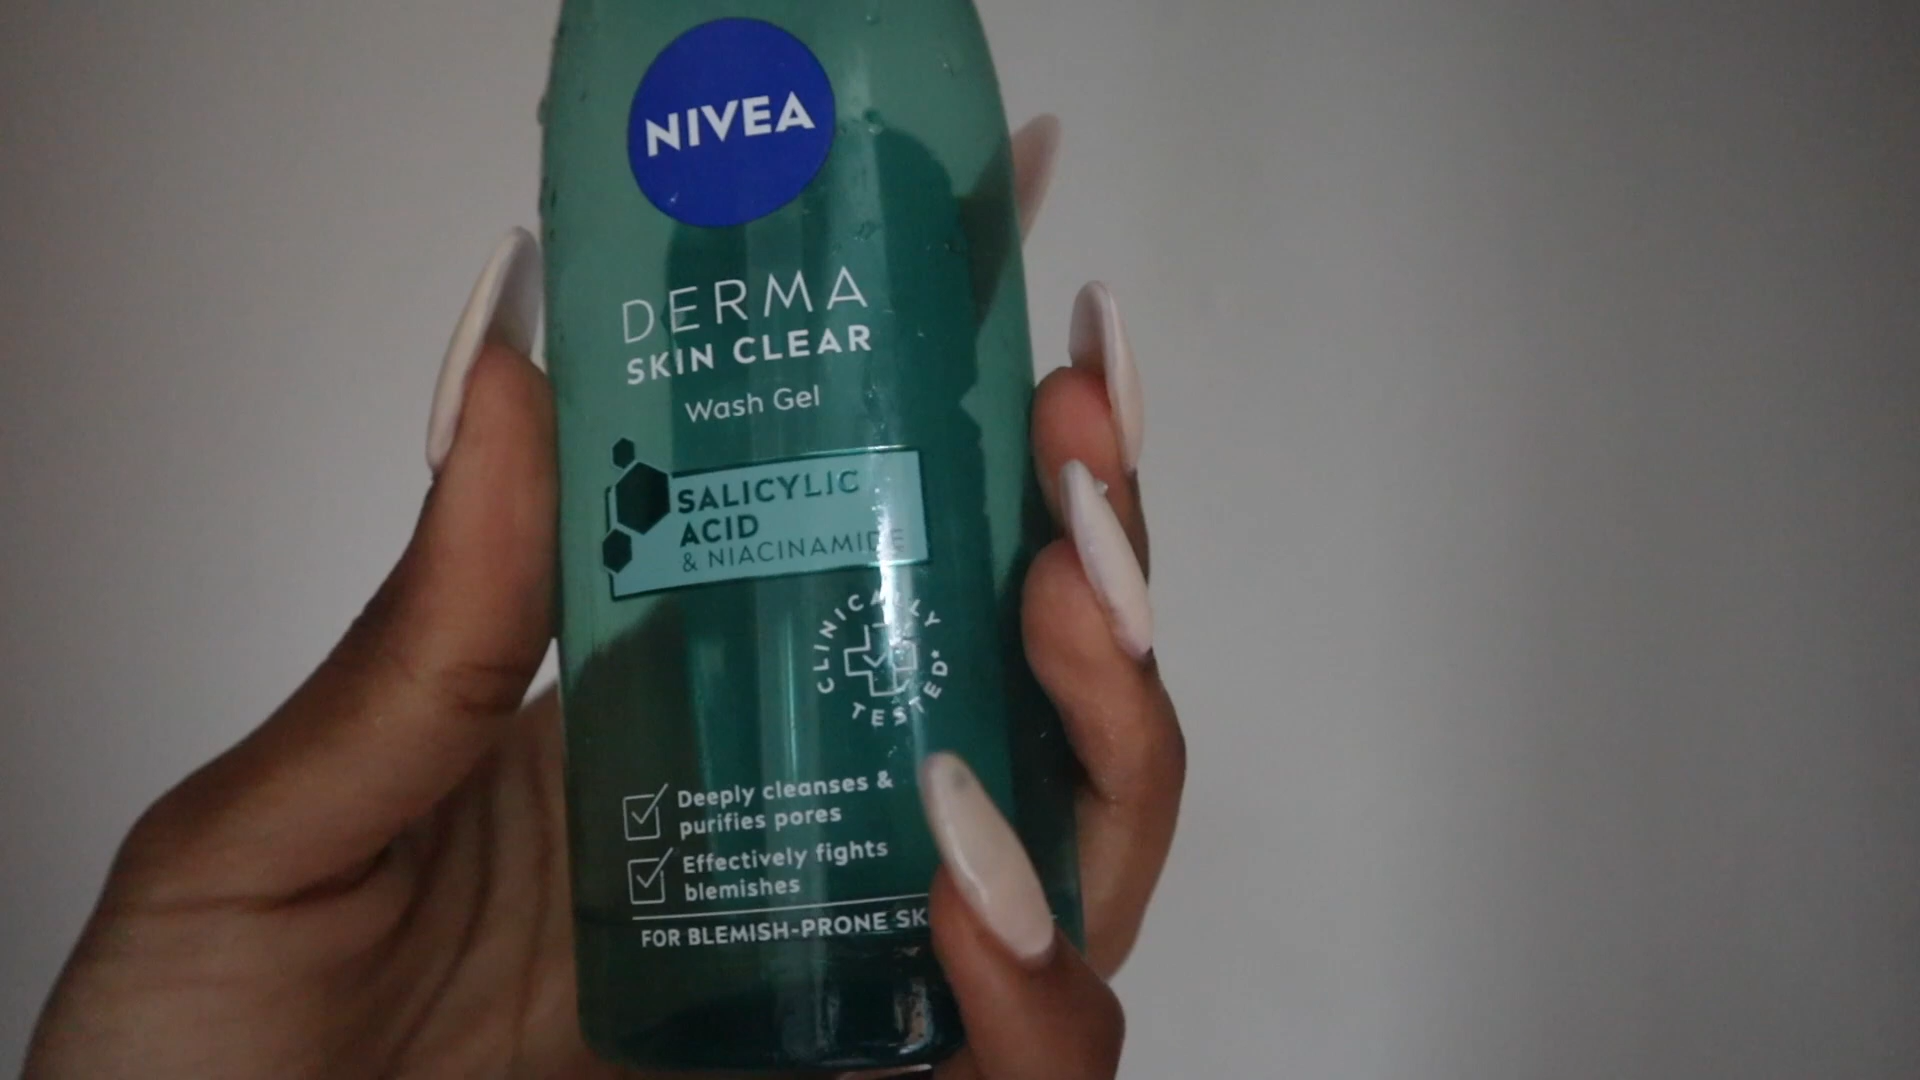 NIVEA
DERMA
SKIN CLEAR
Wash Gel
SALICYLIC
ACID
& NIACINAMIDE
CLINICALLY
TESTED*
Deeply cleanses &
purifies pores
Effectively fights
blemishes
FOR BLEMISH-PRONE